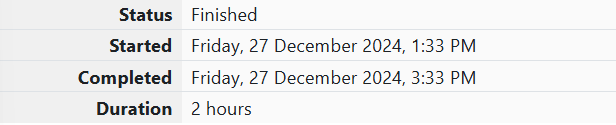 Status Finished
Started Friday, 27 December 2024, 1:33 PM
Completed Friday, 27 December 2024, 3:33 PM
Duration 2 hours